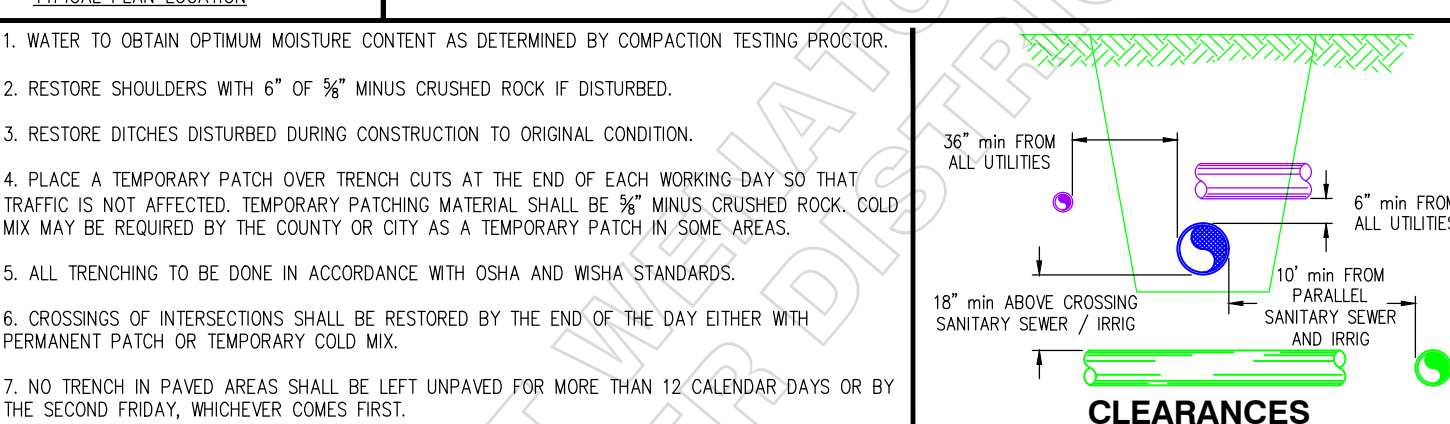 TYPICAL PLAN LOCATION
1. WATER TO OBTAIN OPTIMUM MOISTURE CONTENT AS DETERMINED BY COMPACTION TESTING PROCTOR.
2. RESTORE SHOULDERS WITH 6" OF ⅝" MINUS CRUSHED ROCK IF DISTURBED.
3. RESTORE DITCHES DISTURBED DURING CONSTRUCTION TO ORIGINAL CONDITION.
4. PLACE A TEMPORARY PATCH OVER TRENCH CUTS AT THE END OF EACH WORKING DAY SO THAT
TRAFFIC IS NOT AFFECTED. TEMPORARY PATCHING MATERIAL SHALL BE ⅝" MINUS CRUSHED ROCK. COLD
MIX MAY BE REQUIRED BY THE COUNTY OR CITY AS A TEMPORARY PATCH IN SOME AREAS.
5. ALL TRENCHING TO BE DONE IN ACCORDANCE WITH OSHA AND WISHA STANDARDS.
6. CROSSINGS OF INTERSECTIONS SHALL BE RESTORED BY THE END OF THE DAY EITHER WITH
PERMANENT PATCH OR TEMPORARY COLD MIX.
7. NO TRENCH IN PAVED AREAS SHALL BE LEFT UNPAVED FOR MORE THAN 12 CALENDAR DAYS OR BY
THE SECOND FRIDAY, WHICHEVER COMES FIRST.
36" min FROM
ALL UTILITIES
6" min FROM
ALL UTILITIES
18" min ABOVE CROSSING
SANITARY SEWER / IRRIG
10' min FROM
PARALLEL
SANITARY SEWER
AND IRRIG
CLEARANCES